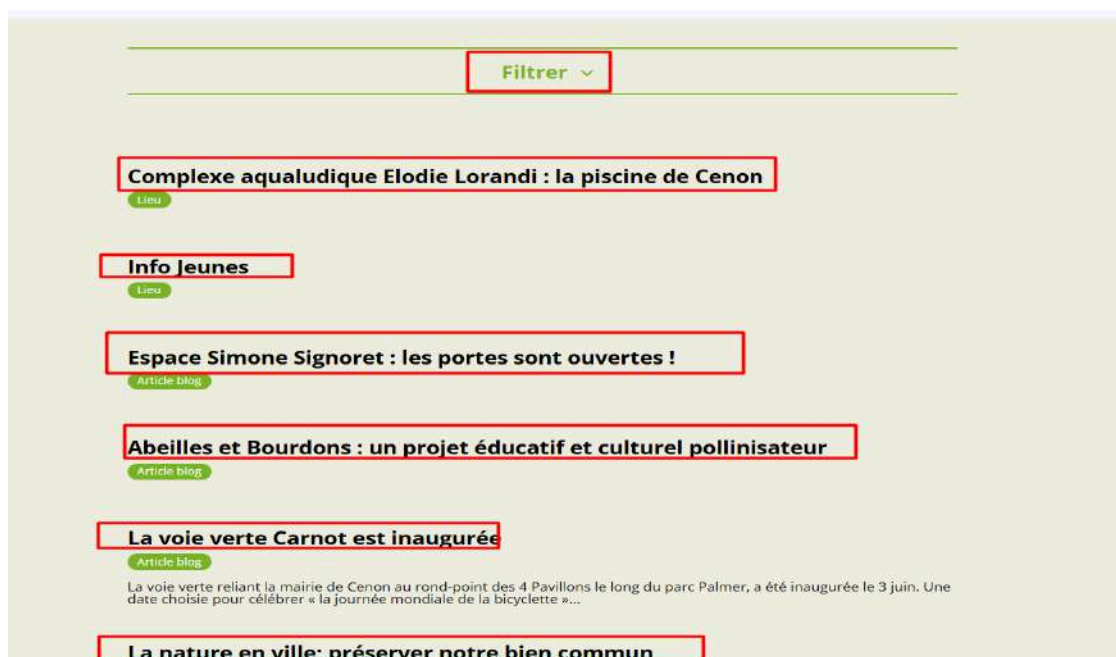 Filtrer
Complexe aqualudique Elodie Lorandi : la piscine de Cenon
Lieu
Info Jeunes
Lieu
Espace Simone Signoret : les portes sont ouvertes !
Article blog
Abeilles et Bourdons : un projet éducatif et culturel pollinisateur
Article blog
La voie verte Carnot est inaugurée
Article blog
La voie verte reliant la mairie de Cenon au rond-point des 4 Pavillons le long du parc Palmer, a été inaugurée le 3 juin. Une
date choisie pour célébrer « la journée mondiale de la bicyclette »...
La nature en ville: préserver notre bien commun